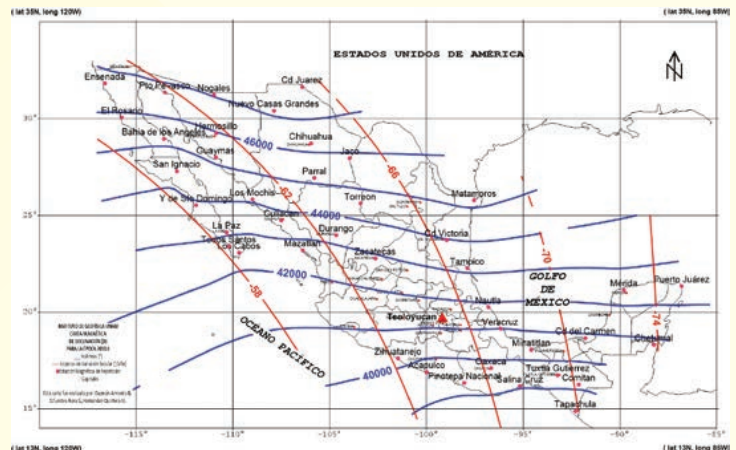 ( lat 35N, long 120W)
( lat 35N, long 85W)
ESTADOS UNIDOS DE AMÉRICA
N
Ensenada
Pto Peñasco
Nogales
Cd Juarez
Nuevo Casas Grandes
El Rosario
Bahia de los Angeles
Hermosillo
Chihuahua
46000
-66
Guaymas
Jaco
San Ignacio
Parral
-62
Y de Sto Domingo
Los Mochis
Torreon
Matamoros
44000
Culiacan
La Paz
Durango
Cd Victoria
Todos Santos
Los Cabos
Mazatlan
Zacatecas
-70
Tampico
42000
GOLFO
DE
MÉXICO
Mérida
Puerto Juárez
-58
Nautla
Teoloyucan
-74
OCEANO PACÍFICO
Veracruz
Cd del Carmen
Chetumal
Minatitlan
Zihuatanejo
Oaxaca
Acapulco
40000
Pinotepa Nacional
Salina Cruz
Tuxtla Gutierrez
Comitan
Tapachula
30°
25°
20°
15°
-115°
-110°
-105°
-100°
-95°
-90°
-85°
( lat 13N, long 120W)
( lat 13N, long 85W)